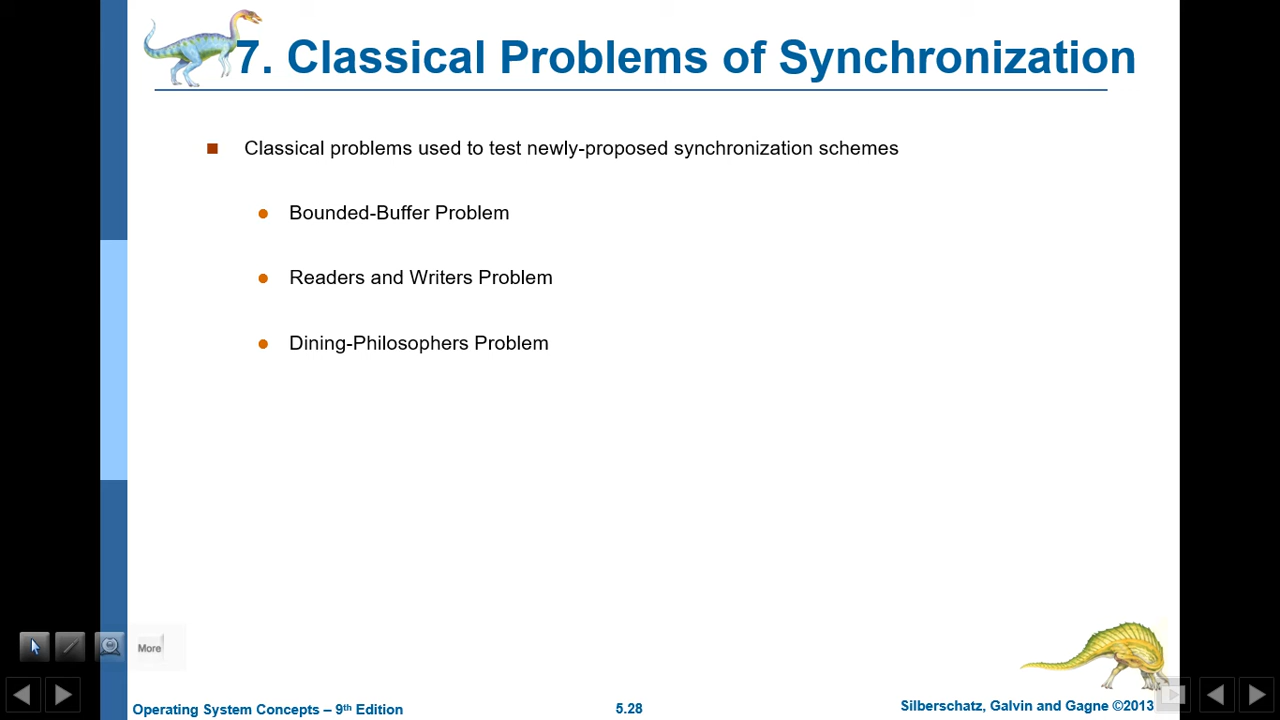 7. Classical Problems of Synchronization
Classical problems used to test newly-proposed synchronization schemes
Bounded-Buffer Problem
Readers and Writers Problem
Dining-Philosophers Problem
More
Operating System Concepts – 9th Edition
5.28
Silberschatz, Galvin and Gagne ©2013